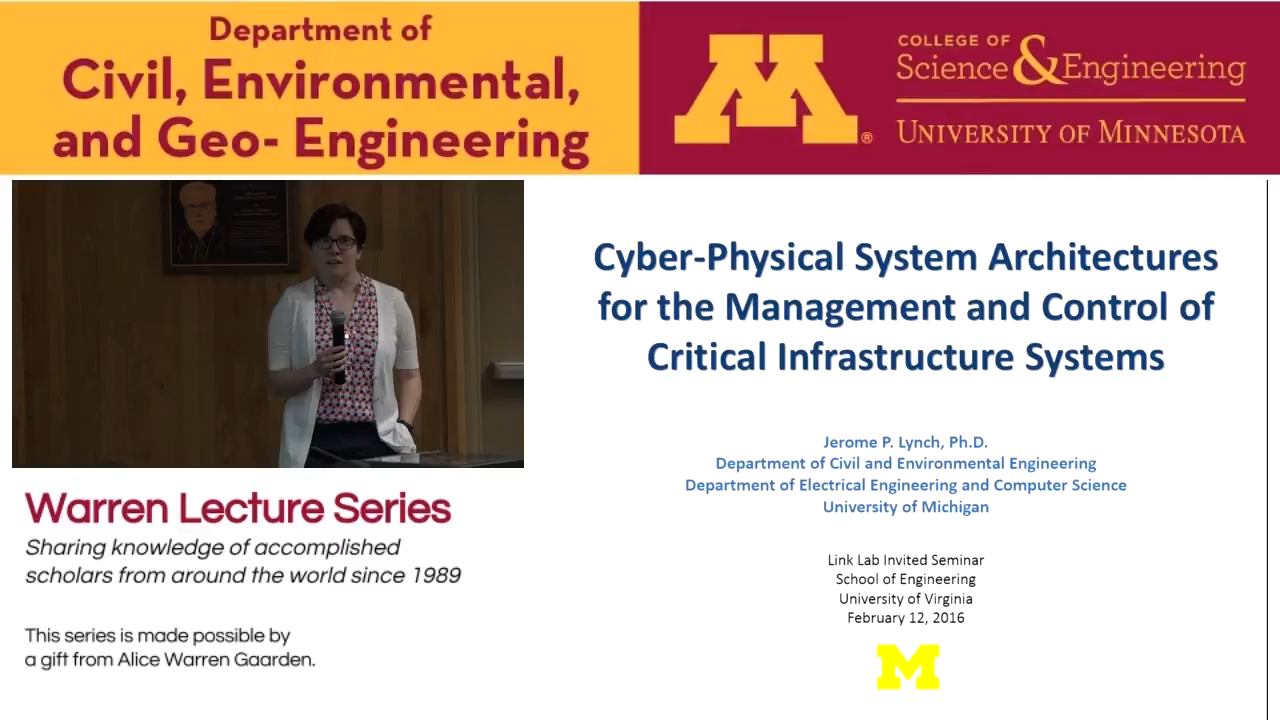 Department of
Civil, Environmental,
and Geo- Engineering
M®
COLLEGE OF
Science & Engineering
UNIVERSITY OF MINNESOTA
Cyber-Physical System Architectures
for the Management and Control of
Critical Infrastructure Systems
Jerome P. Lynch, Ph.D.
Department of Civil and Environmental Engineering
Department of Electrical Engineering and Computer Science
University of Michigan
Link Lab Invited Seminar
School of Engineering
University of Virginia
February 12, 2016
M
Warren Lecture Series
Sharing knowledge of accomplished
scholars from around the world since 1989
This series is made possible by
a gift from Alice Warren Gaarden.